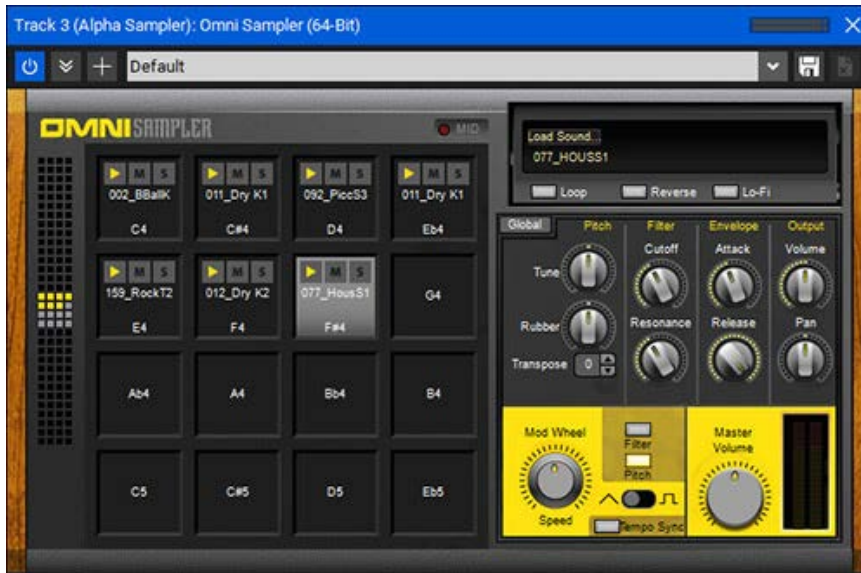 Track 3 (Alpha Sampler): Omni Sampler (64-Bit)
Default
OMNI SAMPLER
MID
Load Sound...
077_HOUSS1
Loop Reverse Lo-Fi
M S M S M S M S
002_BBallK 011_Dry K1 092_PiccS3 011_Dry K1
C4 C#4 D4 Eb4
M S M S M S
159_RockT2 012_Dry K2 077_HousS1
E4 F4 F#4 G4
Ab4 A4 Bb4 B4
C5 C#5 D5 Eb5
Global Pitch Filter Envelope Output
Cutoff Attack Volume
Tune
Rubber Resonance Release Pan
Transpose 0
Mod Wheel Filter Master
Volume
Pitch
Speed Tempo Sync